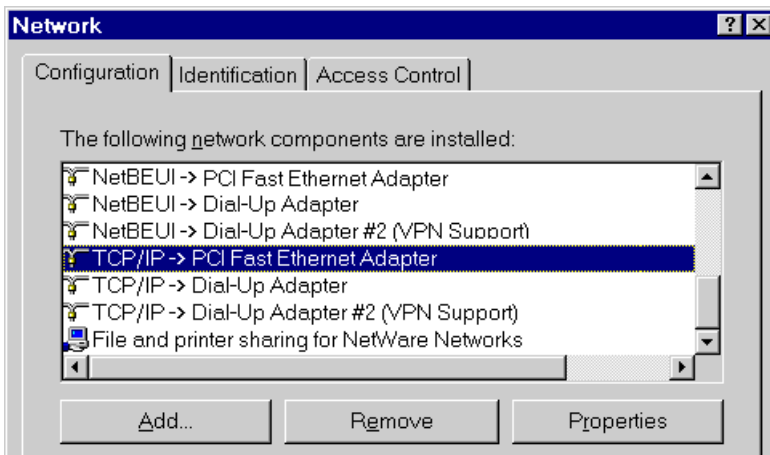 Network
Configuration Identification Access Control
The following network components are installed:
NetBEUI -> PCI Fast Ethernet Adapter
NetBEUI -> Dial-Up Adapter
NetBEUI -> Dial-Up Adapter #2 (VPN Support)
TCP/IP -> PCI Fast Ethernet Adapter
TCP/IP -> Dial-Up Adapter
TCP/IP -> Dial-Up Adapter #2 (VPN Support)
File and printer sharing for NetWare Networks
Add... Remove Properties